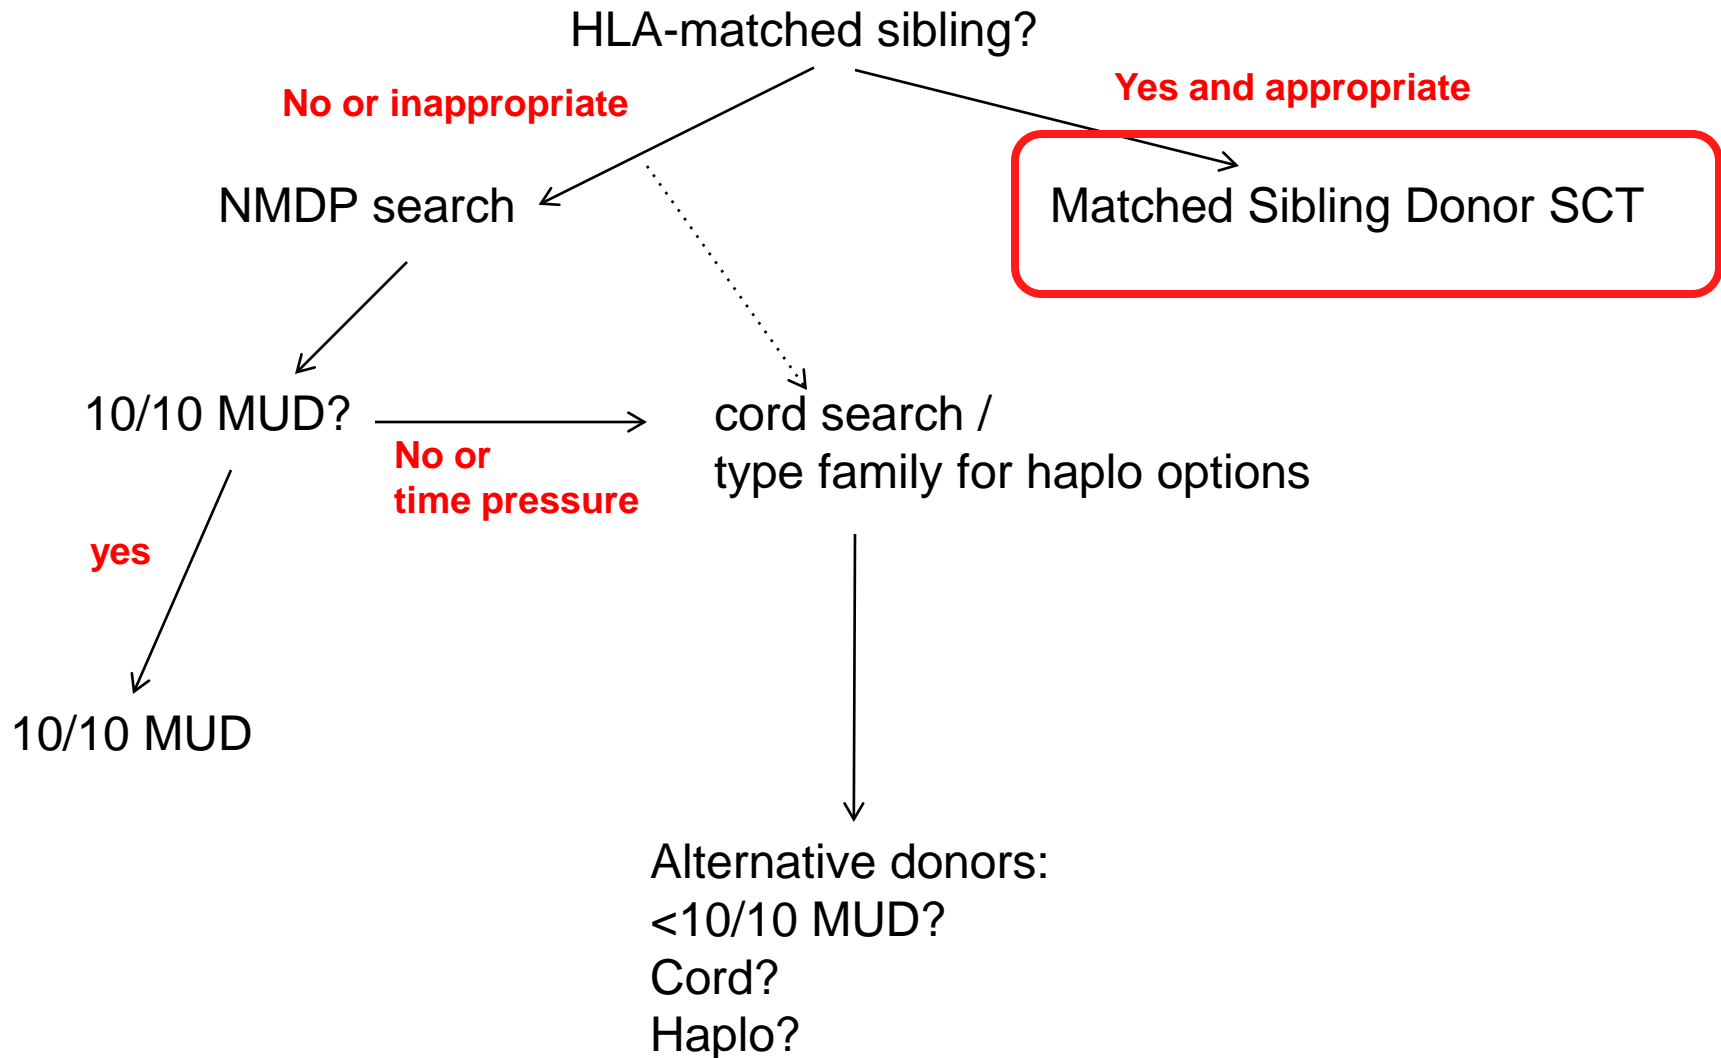 HLA-matched sibling?
No or inappropriate
Yes and appropriate
NMDP search
Matched Sibling Donor SCT
10/10 MUD?
No or
time pressure
cord search /
type family for haplo options
yes
10/10 MUD
Alternative donors:
<10/10 MUD?
Cord?
Haplo?